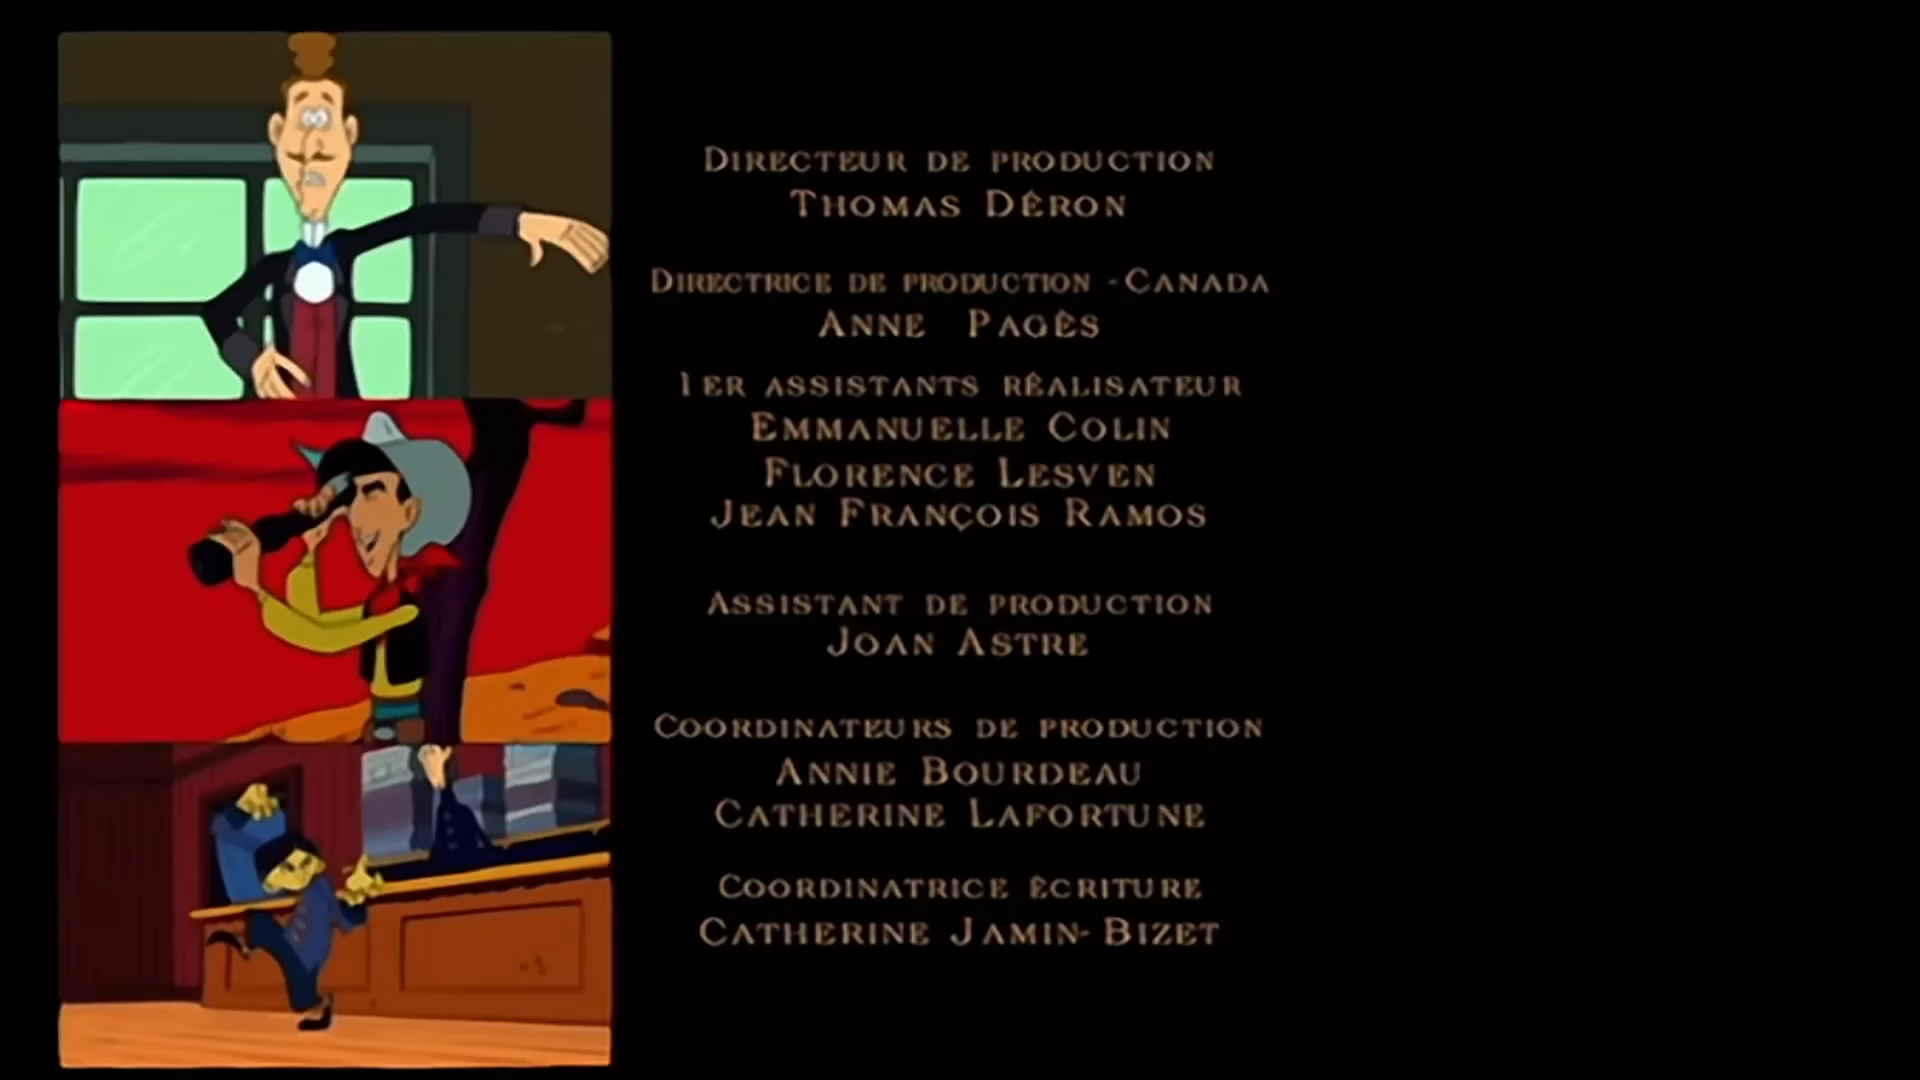 Directeur de production
Thomas Déron
Directrice de production - Canada
Anne Pagès
1er assistants réalisateur
Emmanuelle Colin
Florence Lesven
Jean François Ramos
Assistant de production
Joan Astre
Coordinateurs de production
Annie Bourdeau
Catherine Lafortune
Coordinatrice écriture
Catherine Jamin-Bizet